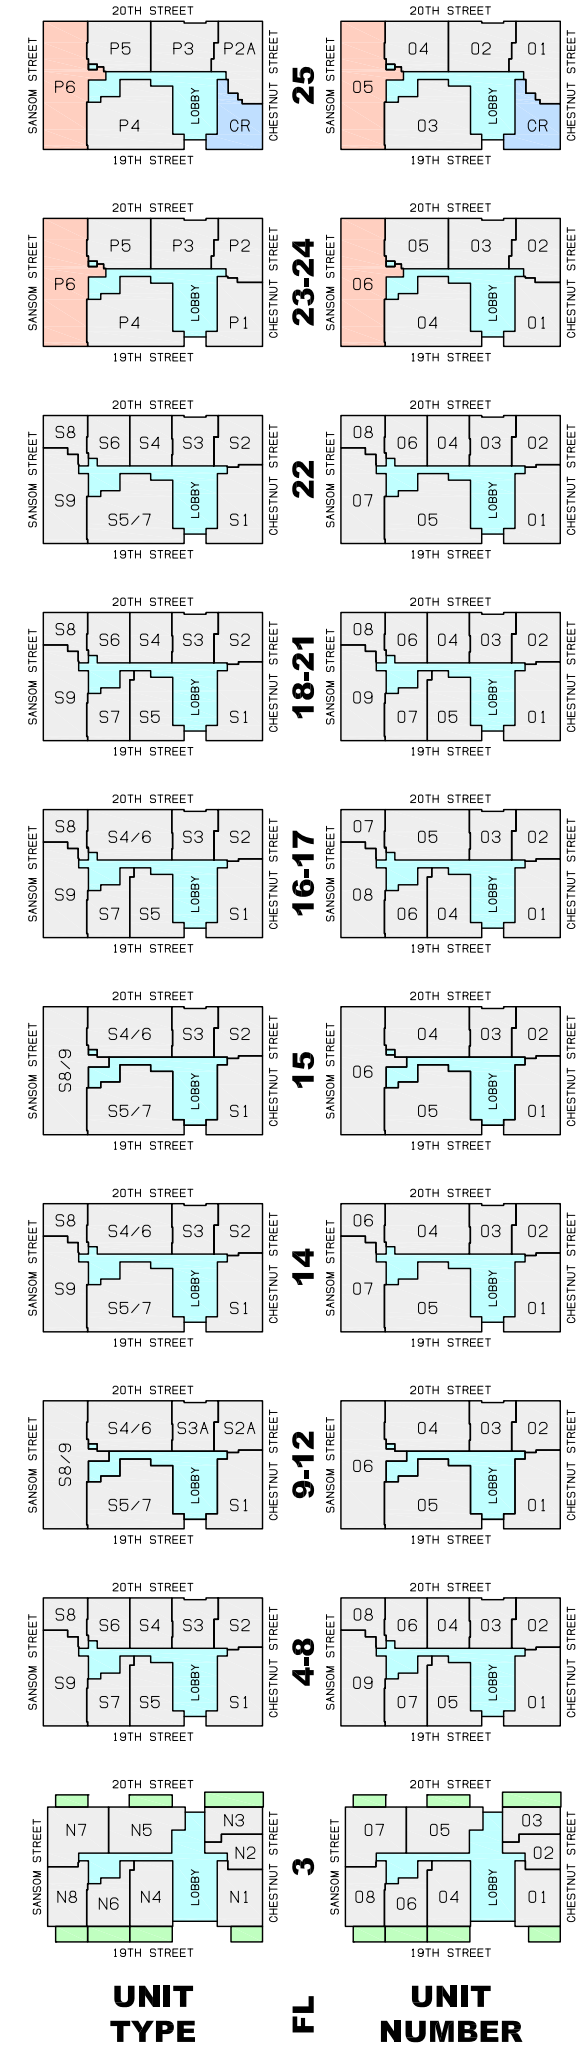 20TH STREET 20TH STREET
SANSOM STREET P5 P3 P2A CHESTNUT STREET 25 SANSOM STREET 04 02 01 CHESTNUT STREET
P6 LOBBY 05 LOBBY
P4 CR 03 CR
19TH STREET 19TH STREET
20TH STREET 20TH STREET
SANSOM STREET P5 P3 P2 CHESTNUT STREET 23-24 SANSOM STREET 05 03 02 CHESTNUT STREET
P6 LOBBY 06 LOBBY
P4 P1 04 01
19TH STREET 19TH STREET
20TH STREET 20TH STREET
SANSOM STREET S8 S6 S4 S3 S2 CHESTNUT STREET 22 SANSOM STREET 08 06 04 03 02 CHESTNUT STREET
S9 S5/7 LOBBY S1 07 05 LOBBY 01
19TH STREET 19TH STREET
20TH STREET 20TH STREET
SANSOM STREET S8 S6 S4 S3 S2 CHESTNUT STREET 18-21 SANSOM STREET 08 06 04 03 02 CHESTNUT STREET
S9 S7 S5 LOBBY S1 09 07 05 LOBBY 01
19TH STREET 19TH STREET
20TH STREET 20TH STREET
SANSOM STREET S8 S4/6 S3 S2 CHESTNUT STREET 16-17 SANSOM STREET 07 05 03 02 CHESTNUT STREET
S9 S7 S5 LOBBY S1 08 06 04 LOBBY 01
19TH STREET 19TH STREET
20TH STREET 20TH STREET
SANSOM STREET S8/9 S4/6 S3 S2 CHESTNUT STREET 15 SANSOM STREET 06 04 03 02 CHESTNUT STREET
S5/7 LOBBY S1 05 LOBBY 01
19TH STREET 19TH STREET
20TH STREET 20TH STREET
SANSOM STREET S8 S4/6 S3 S2 CHESTNUT STREET 14 SANSOM STREET 06 04 03 02 CHESTNUT STREET
S9 S5/7 LOBBY S1 07 05 LOBBY 01
19TH STREET 19TH STREET
20TH STREET 20TH STREET
SANSOM STREET S8/9 S4/6 S3A S2A CHESTNUT STREET 9-12 SANSOM STREET 06 04 03 02 CHESTNUT STREET
S5/7 LOBBY S1 05 LOBBY 01
19TH STREET 19TH STREET
20TH STREET 20TH STREET
SANSOM STREET S8 S6 S4 S3 S2 CHESTNUT STREET 4-8 SANSOM STREET 08 06 04 03 02 CHESTNUT STREET
S9 S7 S5 LOBBY S1 09 07 05 LOBBY 01
19TH STREET 19TH STREET
20TH STREET 20TH STREET
SANSOM STREET N7 N5 N3 CHESTNUT STREET 3 SANSOM STREET 07 05 03 CHESTNUT STREET
N2 02
N8 N6 N4 LOBBY N1 08 06 04 LOBBY 01
19TH STREET 19TH STREET
UNIT FL UNIT
TYPE NUMBER